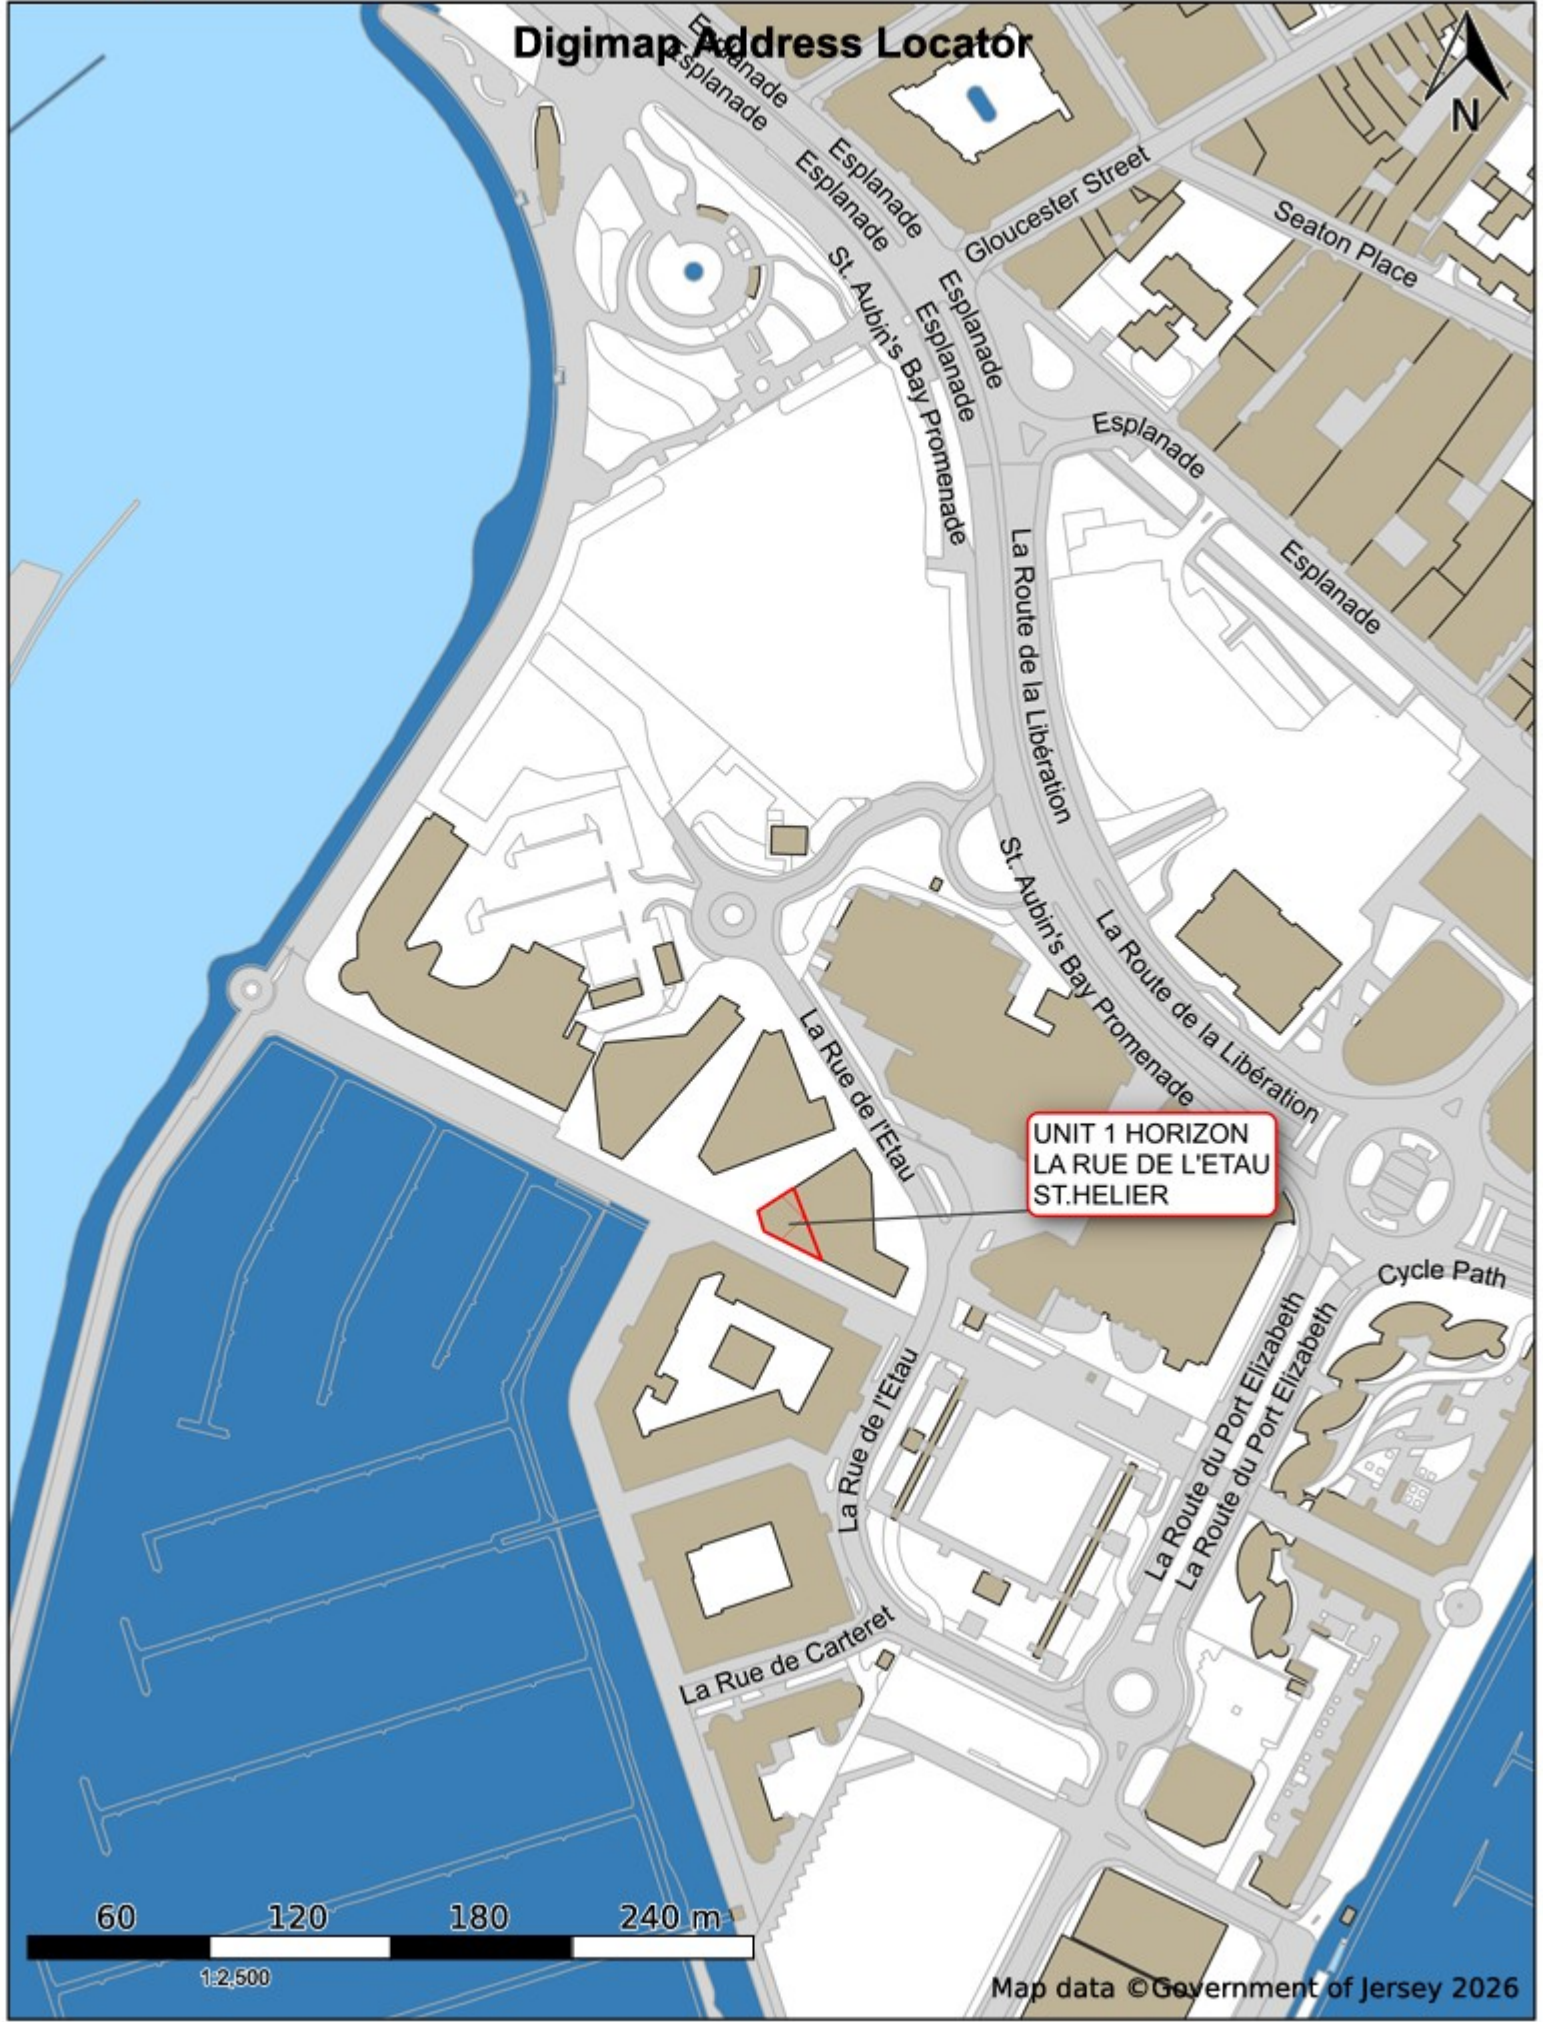 Digimap Address Locator
Esplanade
Esplanade
N
Esplanade
Esplanade
Gloucester Street
Seaton Place
St. Aubin's Bay Promenade
Esplanade
Esplanade
Esplanade
Esplanade
La Route de la Libération
St. Aubin's Bay Promenade
La Route de la Libération
La Rue de l'Etau
UNIT 1 HORIZON
LA RUE DE L'ETAU
ST.HELIER
Cycle Path
La Rue de l'Etau
La Route du Port Elizabeth
La Route du Port Elizabeth
La Rue de Carteret
60 120 180 240 m
1:2,500
Map data ©Government of Jersey 2026